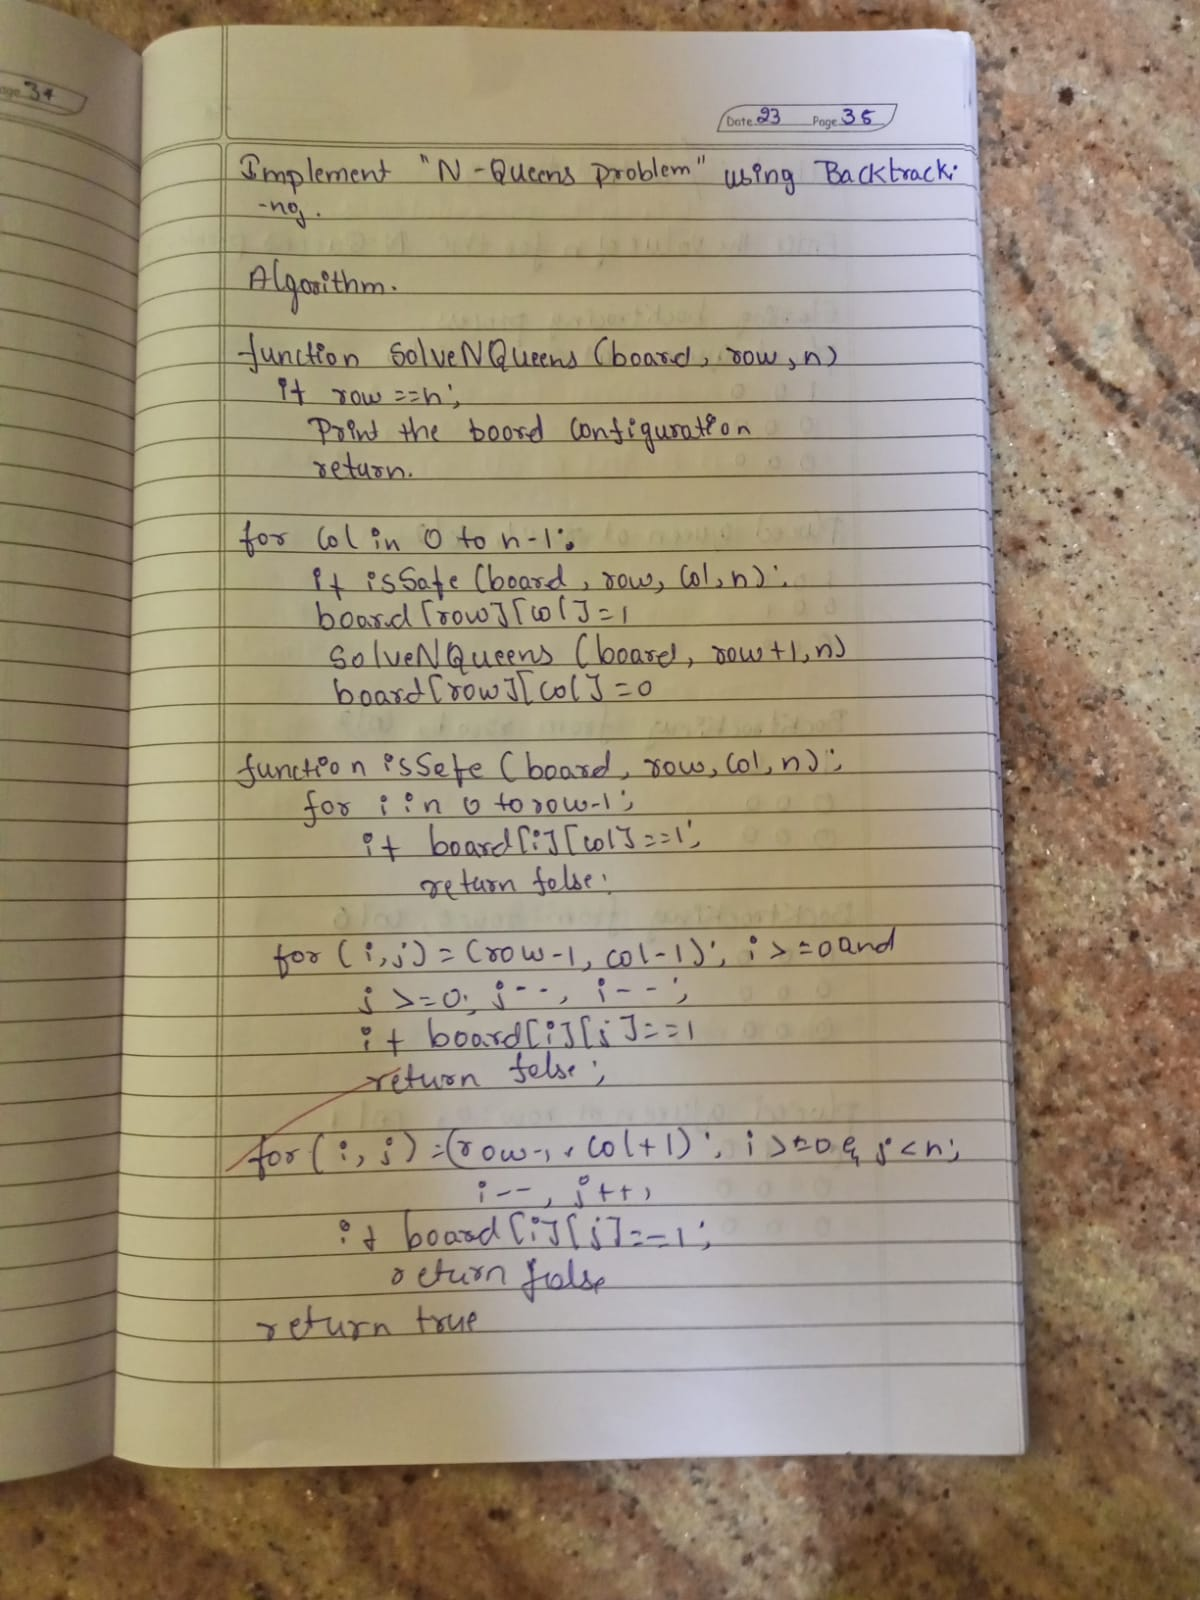 age 34
Date 23 Page 35
Implement "N-Queens problem" using Backtracki
-ng.
Algorithm.
function SolveNQueens (board, row, n)
if row ==n;
Print the board configuration
return.
for col in 0 to n-1:
if isSafe (board, row, col, n):
board[row][col]=1
SolveNQueens (board, row+1, n)
board[row][col]=0
function isSefe (board, row, col, n):
for i in 0 to row-1;
if board[i][col]==1;
return false;
for (i,j) = (row-1, col-1); i >=0 and
j >=0; j--, i--;
if board[i][j]==1
return false;
for (i, j) =(row-1, col+1); i >=0 & j<n;
i--, j++,
if board[i][j]==1;
return false
return true